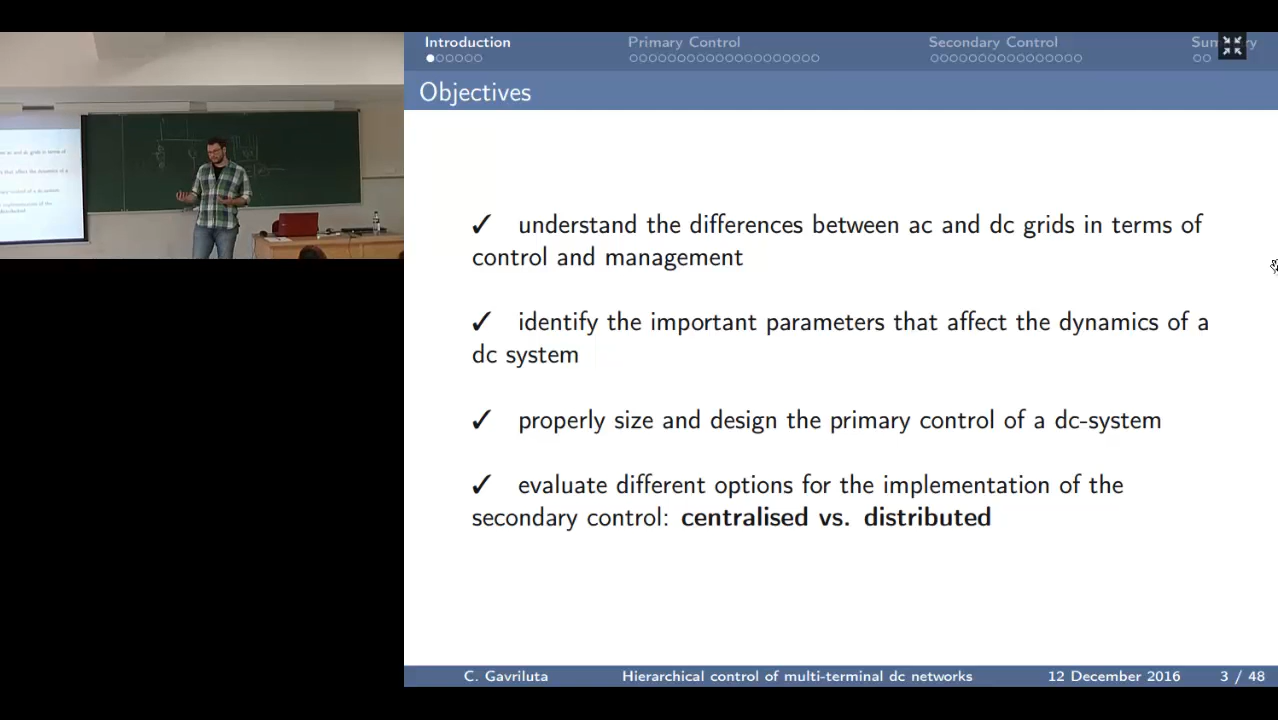 Introduction
Primary Control
Secondary Control
Objectives
✓ understand the differences between ac and dc grids in terms of
control and management
✓ identify the important parameters that affect the dynamics of a
dc system
✓ properly size and design the primary control of a dc-system
✓ evaluate different options for the implementation of the
secondary control: centralised vs. distributed
C. Gavriluta
Hierarchical control of multi-terminal dc networks
12 December 2016
3 / 48